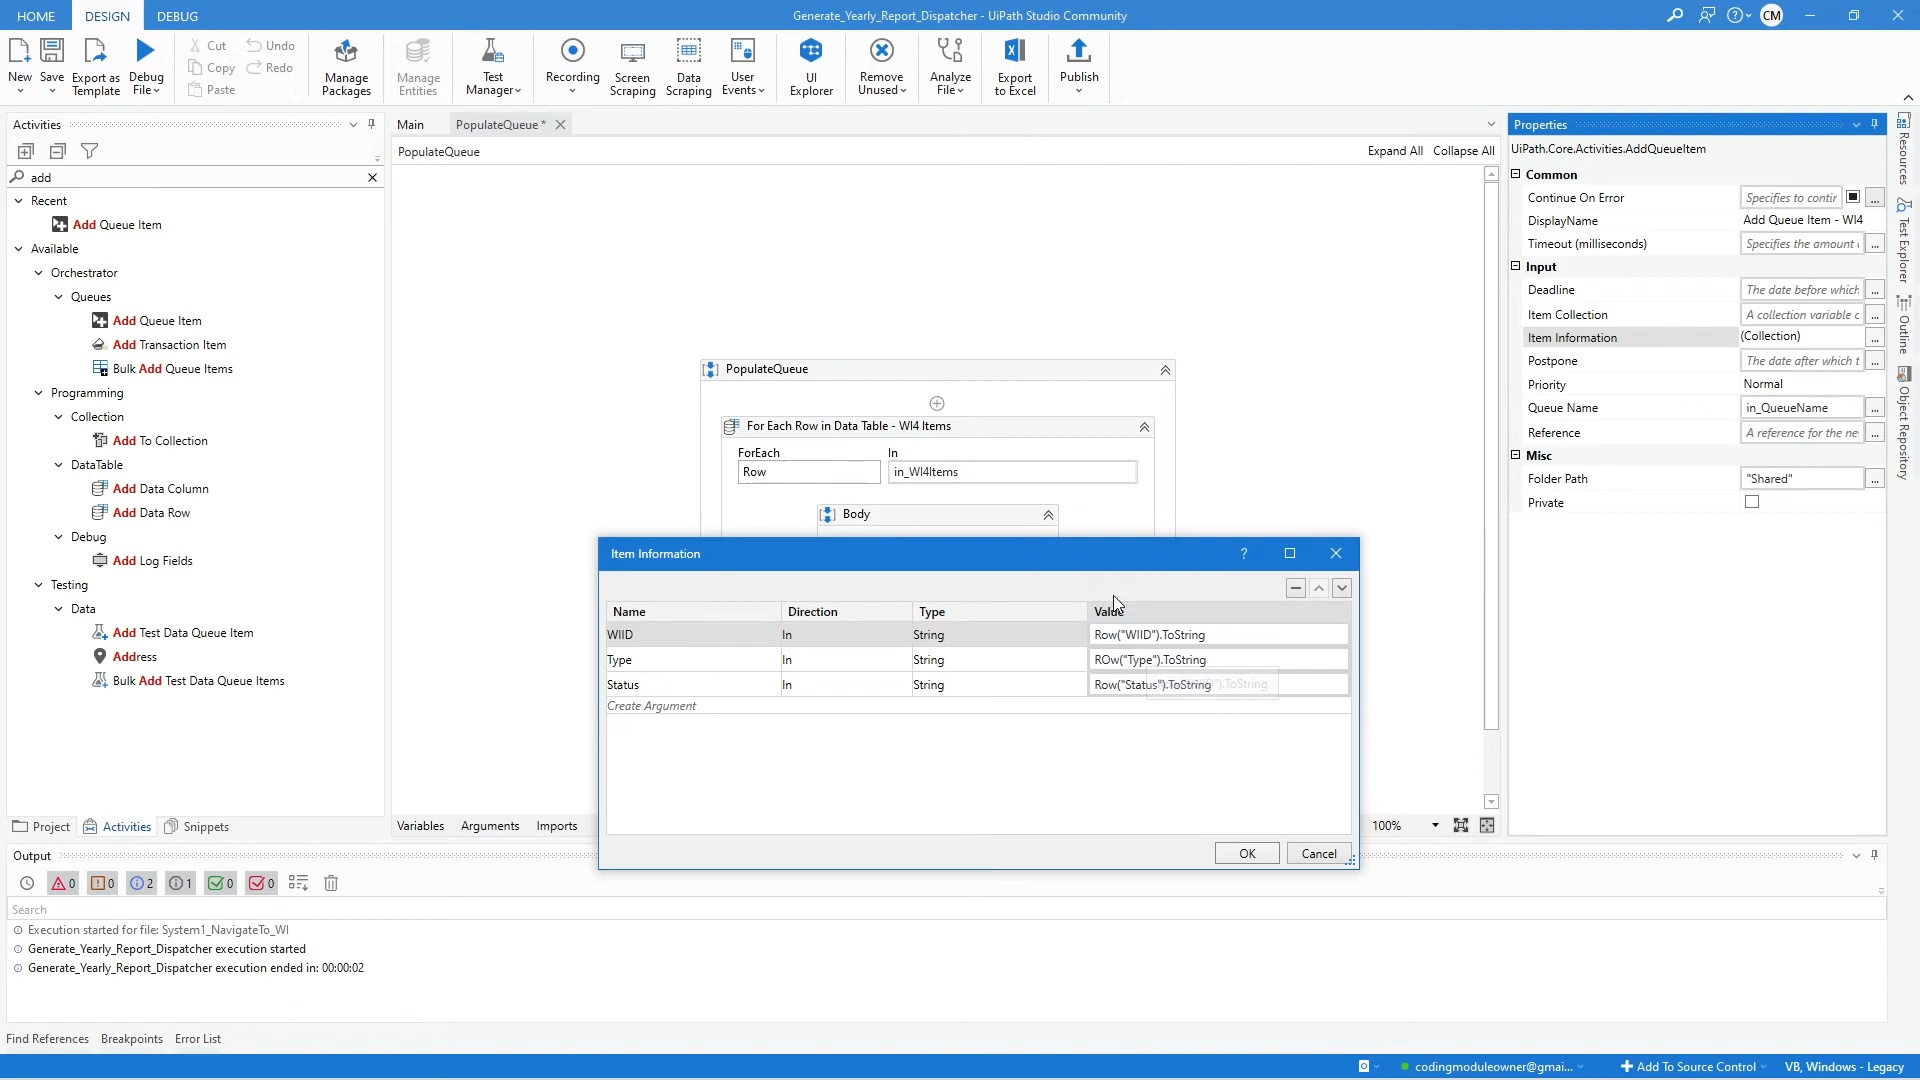 HOME DESIGN DEBUG Generate_Yearly_Report_Dispatcher - UiPath Studio Community CM
New Save Export as Template Debug File Cut Copy Paste Undo Redo Manage Packages Manage Entities Test Manager Recording Screen Scraping Data Scraping User Events UI Explorer Remove Unused Analyze File Export to Excel Publish
Activities
add
Recent
Add Queue Item
Available
Orchestrator
Queues
Add Queue Item
Add Transaction Item
Bulk Add Queue Items
Programming
Collection
Add To Collection
DataTable
Add Data Column
Add Data Row
Debug
Add Log Fields
Testing
Data
Add Test Data Queue Item
Address
Bulk Add Test Data Queue Items
Project Activities Snippets
Main PopulateQueue *
PopulateQueue Expand All Collapse All
PopulateQueue
For Each Row in Data Table - WI4 Items
ForEach In
Row in_WI4Items
Body
Item Information ?
Name Direction Type Value
WIID In String Row("WIID").ToString
Type In String ROw("Type").ToString
Status In String Row("Status").ToString
Create Argument
OK Cancel
Variables Arguments Imports 100%
Properties
UiPath.Core.Activities.AddQueueItem
Common
Continue On Error Specifies to contin ...
DisplayName Add Queue Item - WI4
Timeout (milliseconds) Specifies the amount ...
Input
Deadline The date before which ...
Item Collection A collection variable ...
Item Information (Collection) ...
Postpone The date after which t ...
Priority Normal
Queue Name in_QueueName ...
Reference A reference for the ne ...
Misc
Folder Path "Shared" ...
Private
Resources
Test Explorer
Outline
Object Repository
Output
0 0 2 1 0 0
Search
Execution started for file: System1_NavigateTo_WI
Generate_Yearly_Report_Dispatcher execution started
Generate_Yearly_Report_Dispatcher execution ended in: 00:00:02
Find References Breakpoints Error List
codingmoduleowner@gmai... Add To Source Control VB, Windows - Legacy